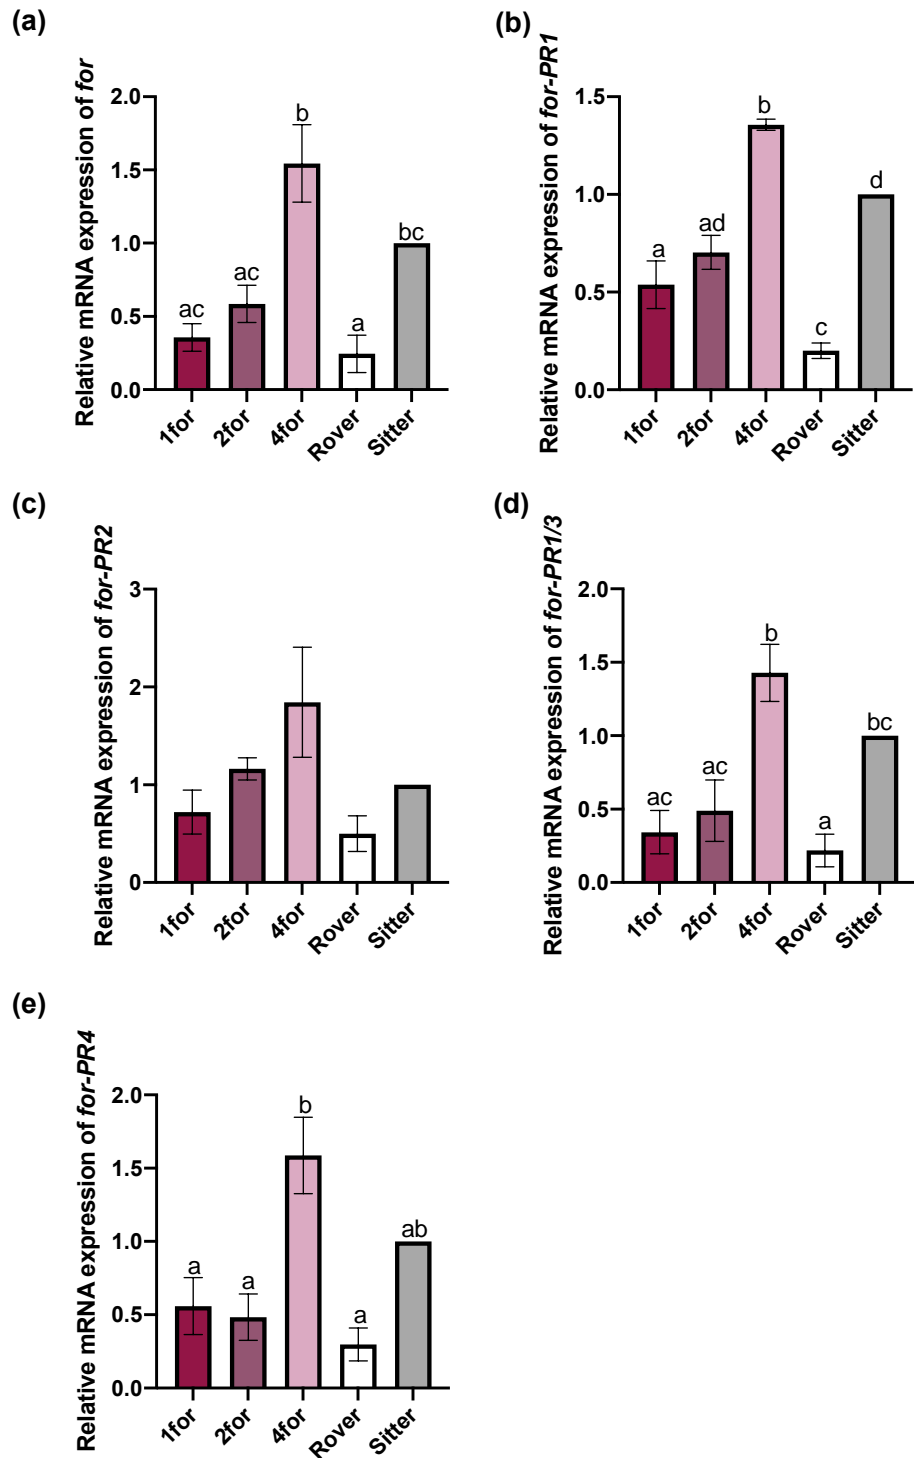 (a)
Relative mRNA expression of for
2.0
1.5
1.0
0.5
0.0
ac
ac
b
a
bc
1for
2for
4for
Rover
Sitter
(b)
Relative mRNA expression of for-PR1
1.5
1.0
0.5
0.0
a
ad
b
c
d
1for
2for
4for
Rover
Sitter
(c)
Relative mRNA expression of for-PR2
3
2
1
0
1for
2for
4for
Rover
Sitter
(d)
Relative mRNA expression of for-PR1/3
2.0
1.5
1.0
0.5
0.0
ac
ac
b
a
bc
1for
2for
4for
Rover
Sitter
(e)
Relative mRNA expression of for-PR4
2.0
1.5
1.0
0.5
0.0
a
a
b
a
ab
1for
2for
4for
Rover
Sitter